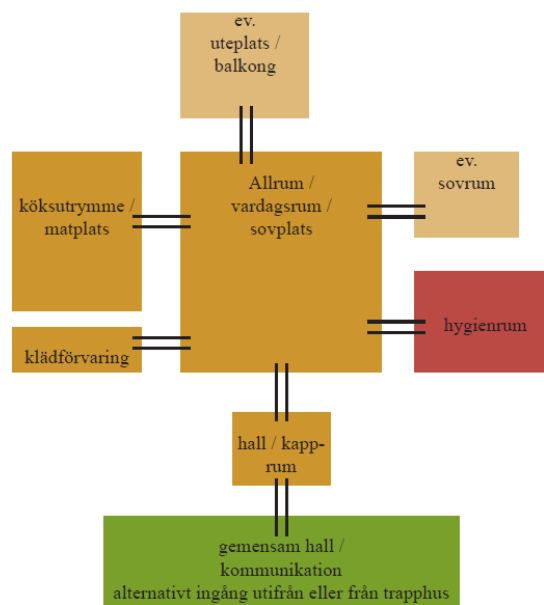 ev.
uteplats /
balkong
köksutrymme /
matplats
Allrum /
vardagsrum /
sovplats
ev.
sovrum
klädförvaring
hygienrum
hall / kapp-
rum
gemensam hall /
kommunikation
alternativt ingång utifrån eller från trapphus